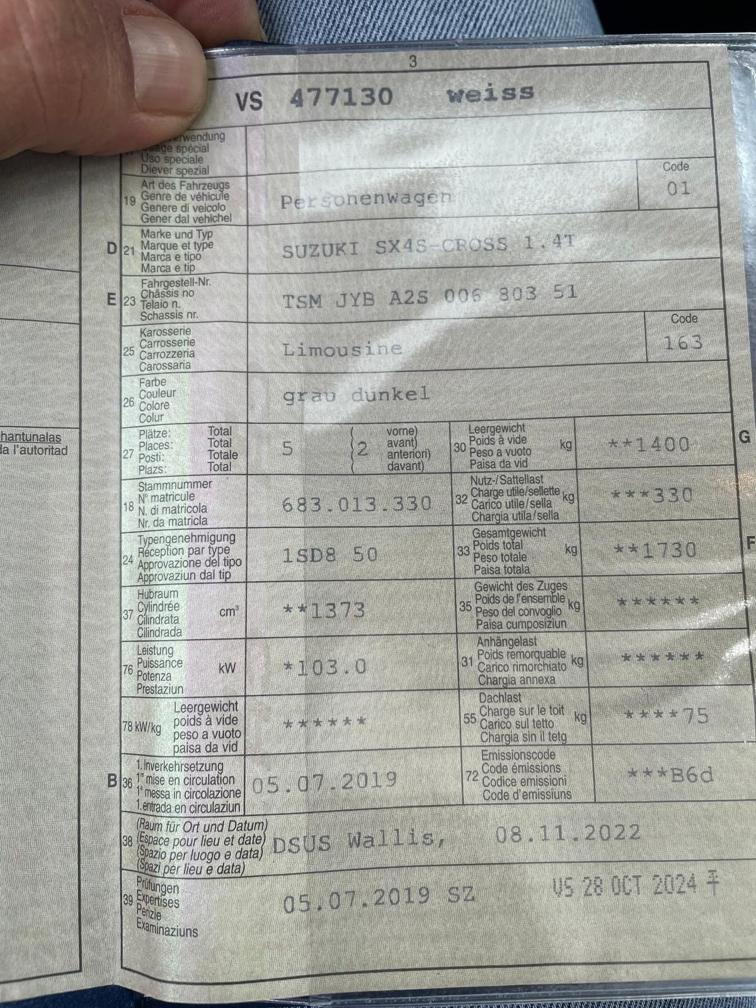 3
VS 477130 weiss
rwendung
age spécial
Uso speciale
Diever spezial
19 Art des Fahrzeugs
Genre de véhicule
Genere di veicolo
Gener dal vehichel
Personenwagen
Code
01
D 21 Marke und Typ
Marque et type
Marca e tipo
Marca e tip
SUZUKI SX4S-CROSS 1.4T
E 23 Fahrgestell-Nr.
Châssis no
Telaio n.
Schassis nr.
TSM JYB A2S 006 803 51
25 Karosserie
Carrosserie
Carrozzeria
Carossaria
Limousine
Code
163
26 Farbe
Couleur
Colore
Colur
grau dunkel
27 Plätze: Total
Places: Total
Posti: Totale
Plazs: Total
5 (2 vorne)
avant)
anteriori)
davant)
30 Leergewicht
Poids à vide
Peso a vuoto
Paisa da vid
kg **1400
G
hantunalas
da l'autoritad
18 Stammnummer
N° matricule
N. di matricola
Nr. da matricla
683.013.330
32 Nutz-/Sattellast
Charge utile/sellette kg
Carico utile/sella
Chargia utila/sella
***330
24 Typengenehmigung
Réception par type
Approvazione del tipo
Approvaziun dal tip
1SD8 50
33 Gesamtgewicht
Poids total
Peso totale
Paisa totala
kg **1730
F
37 Hubraum
Cylindrée
Cilindrata
Cilindrada
cm³ **1373
35 Gewicht des Zuges
Poids de l'ensemble kg
Peso del convoglio
Paisa cumposiziun
******
76 Leistung
Puissance
Potenza
Prestaziun
kW *103.0
31 Anhängelast
Poids remorquable kg
Carico rimorchiato
Chargia annexa
******
78 kW/kg Leergewicht
poids à vide
peso a vuoto
paisa da vid
******
55 Dachlast
Charge sur le toit kg
Carico sul tetto
Chargia sin il tetg
****75
B 36 1. Inverkehrsetzung
1re mise en circulation
1a messa in circolazione
1. entrada en circulaziun
05.07.2019
72 Emissionscode
Code émissions
Codice emissioni
Code d'emissiuns
***B6d
38 (Raum für Ort und Datum)
(Espace pour lieu et date)
(Spazio per luogo e data)
(Spazi per lieu e data)
DSUS Wallis, 08.11.2022
39 Prüfungen
Expertises
Perizie
Examinaziuns
05.07.2019 SZ
VS 28 OCT 2024